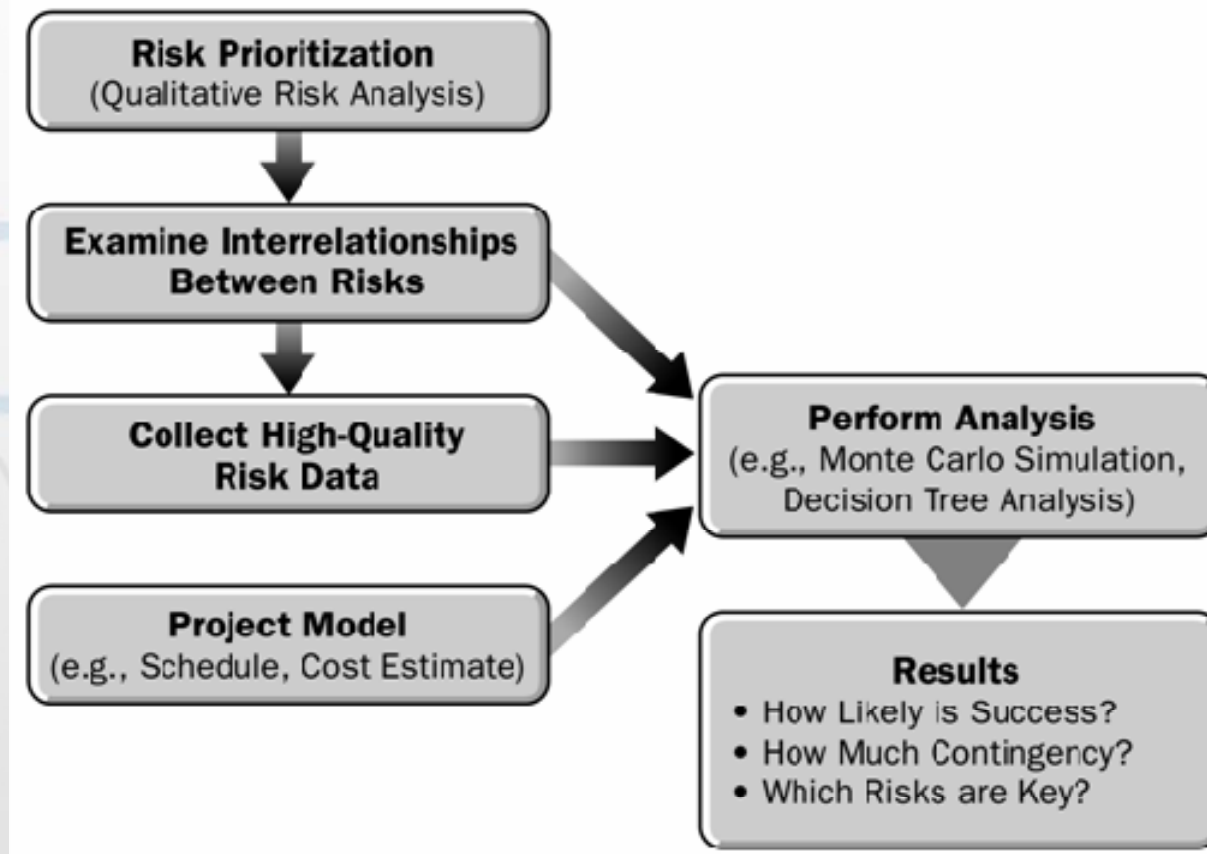 Risk Prioritization
(Qualitative Risk Analysis)
Examine Interrelationships
Between Risks
Collect High-Quality
Risk Data
Project Model
(e.g., Schedule, Cost Estimate)
Perform Analysis
(e.g., Monte Carlo Simulation,
Decision Tree Analysis)
Results
• How Likely is Success?
• How Much Contingency?
• Which Risks are Key?